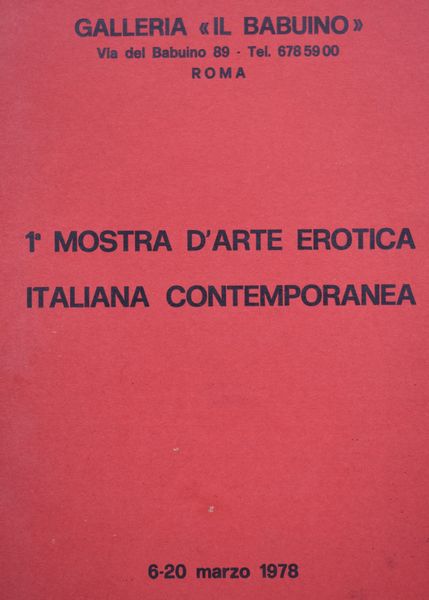 GALLERIA «IL BABUINO»
Via del Babuino 89 - Tel. 678 59 00
ROMA
1ª MOSTRA D'ARTE EROTICA
ITALIANA CONTEMPORANEA
6-20 marzo 1978